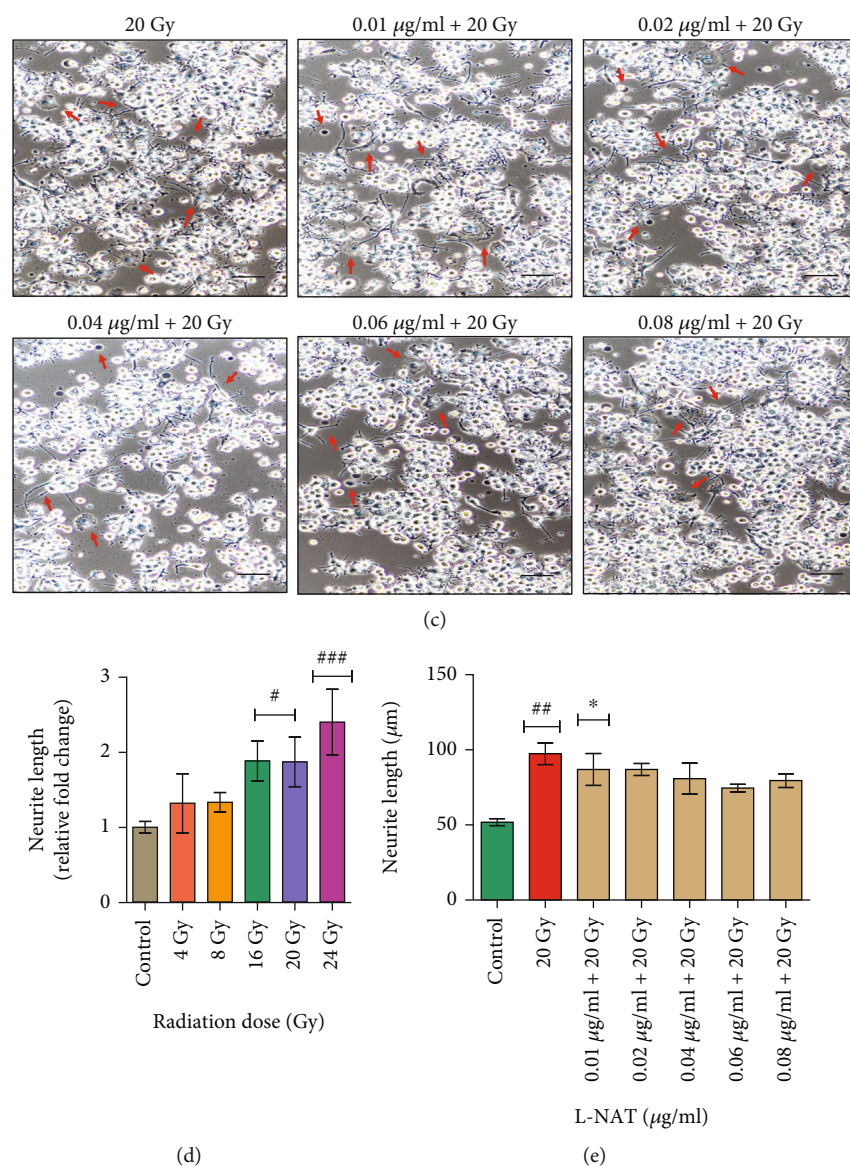 20 Gy
0.01 μg/ml + 20 Gy
0.02 μg/ml + 20 Gy
0.04 μg/ml + 20 Gy
0.06 μg/ml + 20 Gy
0.08 μg/ml + 20 Gy
(c)
Neurite length
(relative fold change)
3
2
1
0
#
###
Control
4 Gy
8 Gy
16 Gy
20 Gy
24 Gy
Radiation dose (Gy)
(d)
Neurite length (μm)
150
100
50
0
##
*
Control
20 Gy
0.01 μg/ml + 20 Gy
0.02 μg/ml + 20 Gy
0.04 μg/ml + 20 Gy
0.06 μg/ml + 20 Gy
0.08 μg/ml + 20 Gy
L-NAT (μg/ml)
(e)